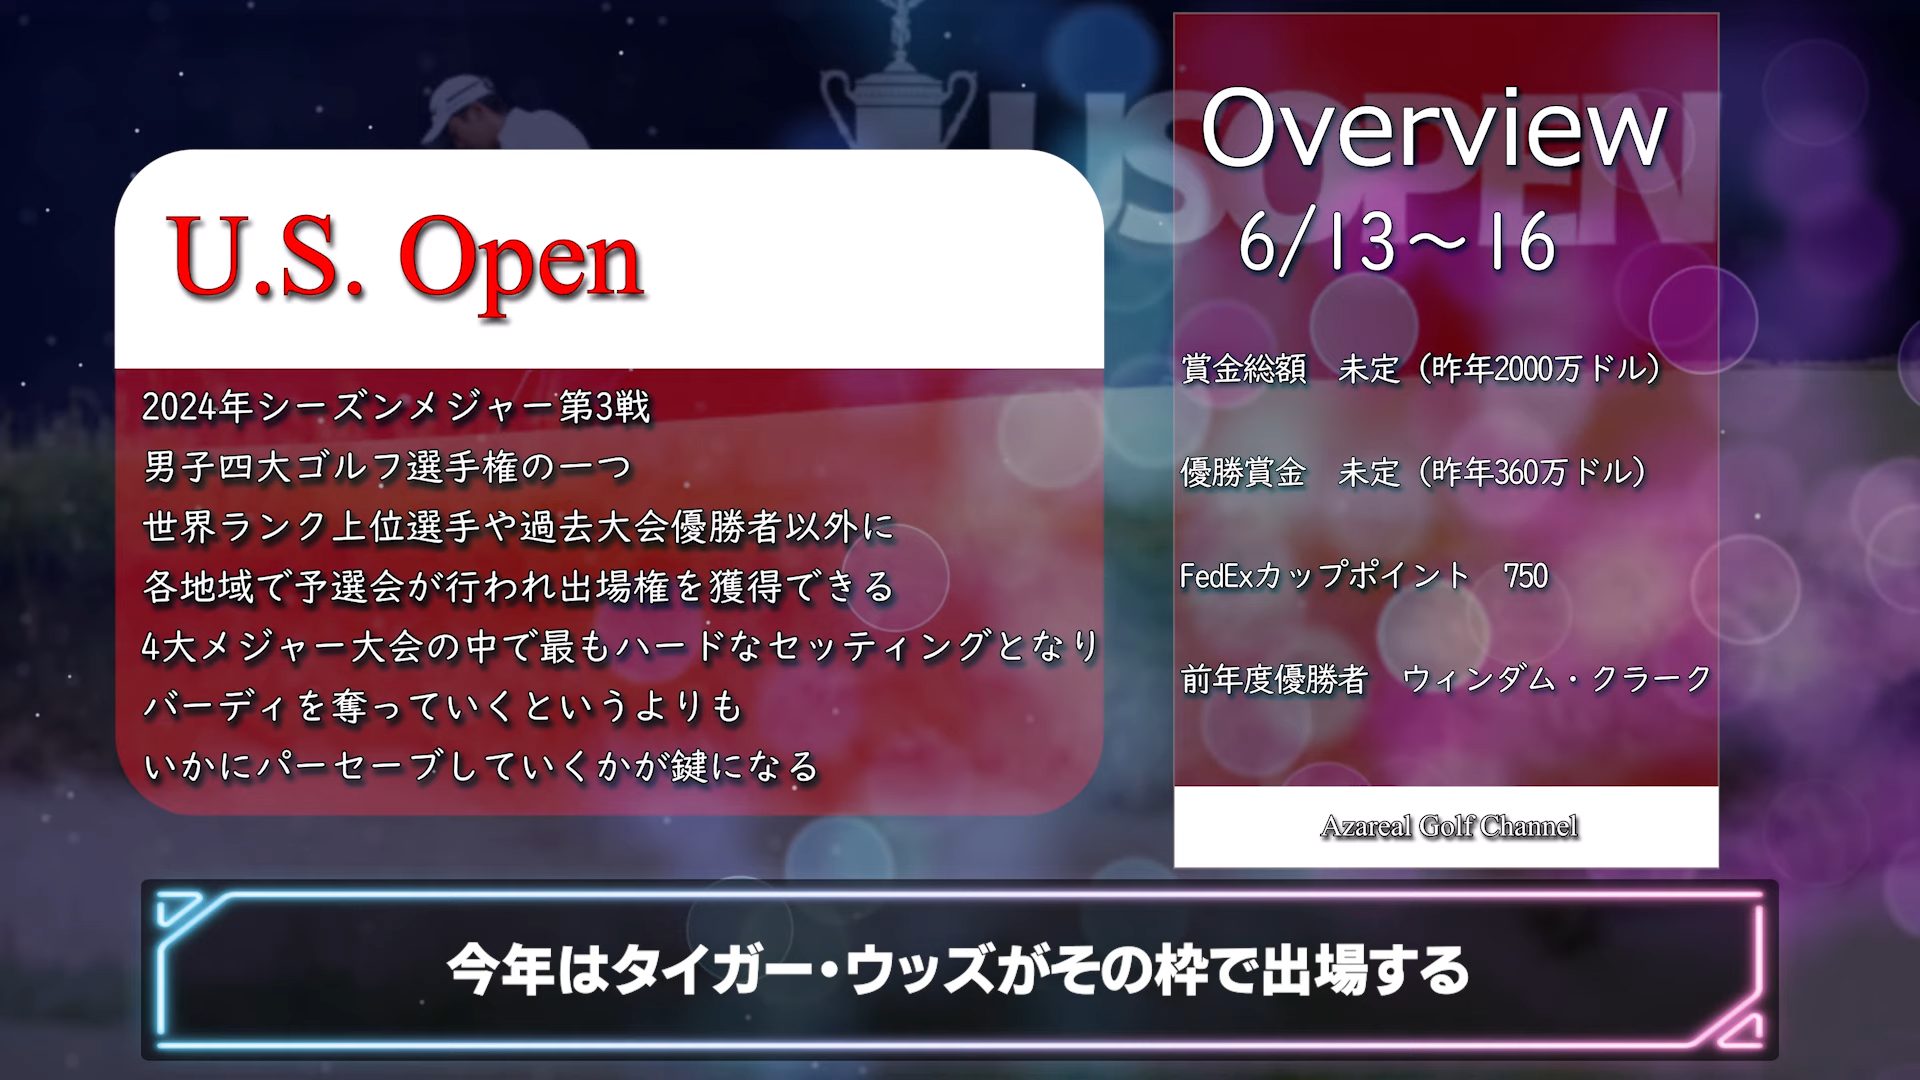 U.S. Open
2024年シーズンメジャー第3戦
男子四大ゴルフ選手権の一つ
世界ランク上位選手や過去大会優勝者以外に
各地域で予選会が行われ出場権を獲得できる
4大メジャー大会の中で最もハードなセッティングとなり
バーディを奪っていくというよりも
いかにパーセーブしていくかが鍵になる
USOPEN
Overview
6/13～16
賞金総額　未定（昨年2000万ドル）
優勝賞金　未定（昨年360万ドル）
FedExカップポイント　750
前年度優勝者　ウィンダム・クラーク
Azareal Golf Channel
今年はタイガー・ウッズがその枠で出場する